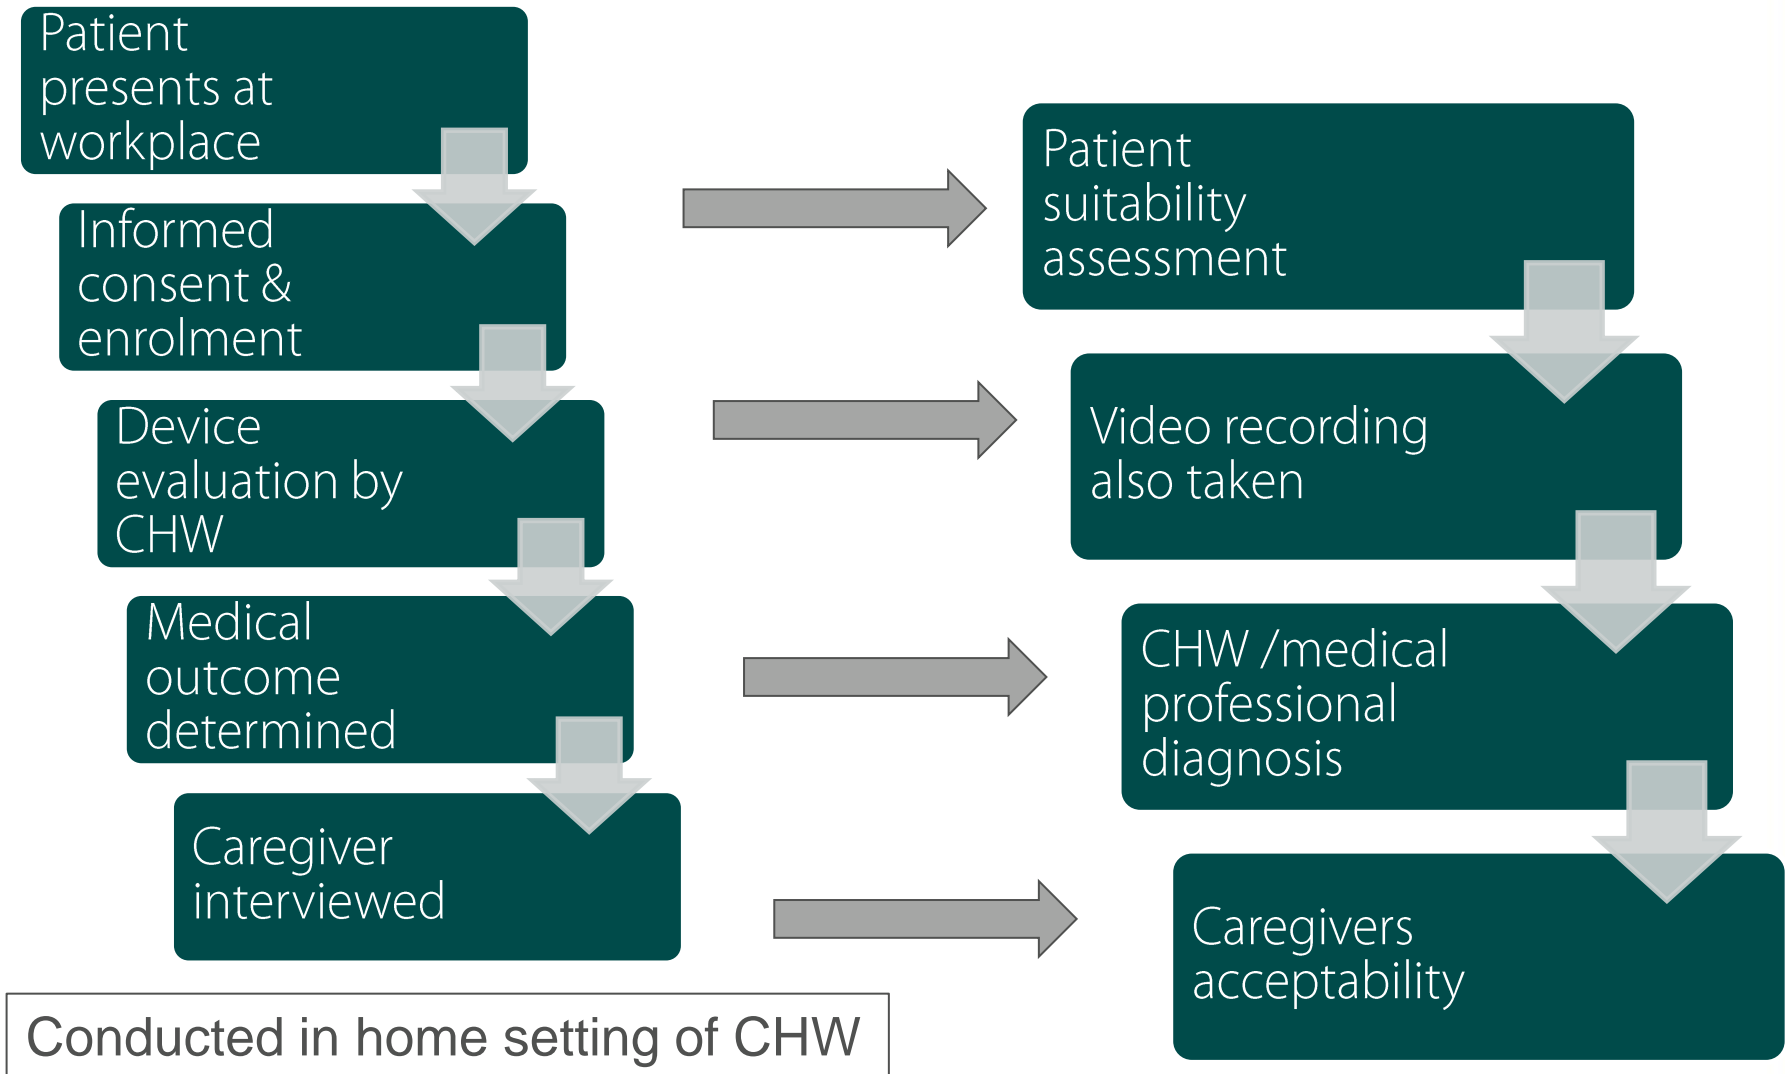 Patient
presents at
workplace
Informed
consent &
enrolment
Device
evaluation by
CHW
Medical
outcome
determined
Caregiver
interviewed
Conducted in home setting of CHW
Patient
suitability
assessment
Video recording
also taken
CHW /medical
professional
diagnosis
Caregivers
acceptability